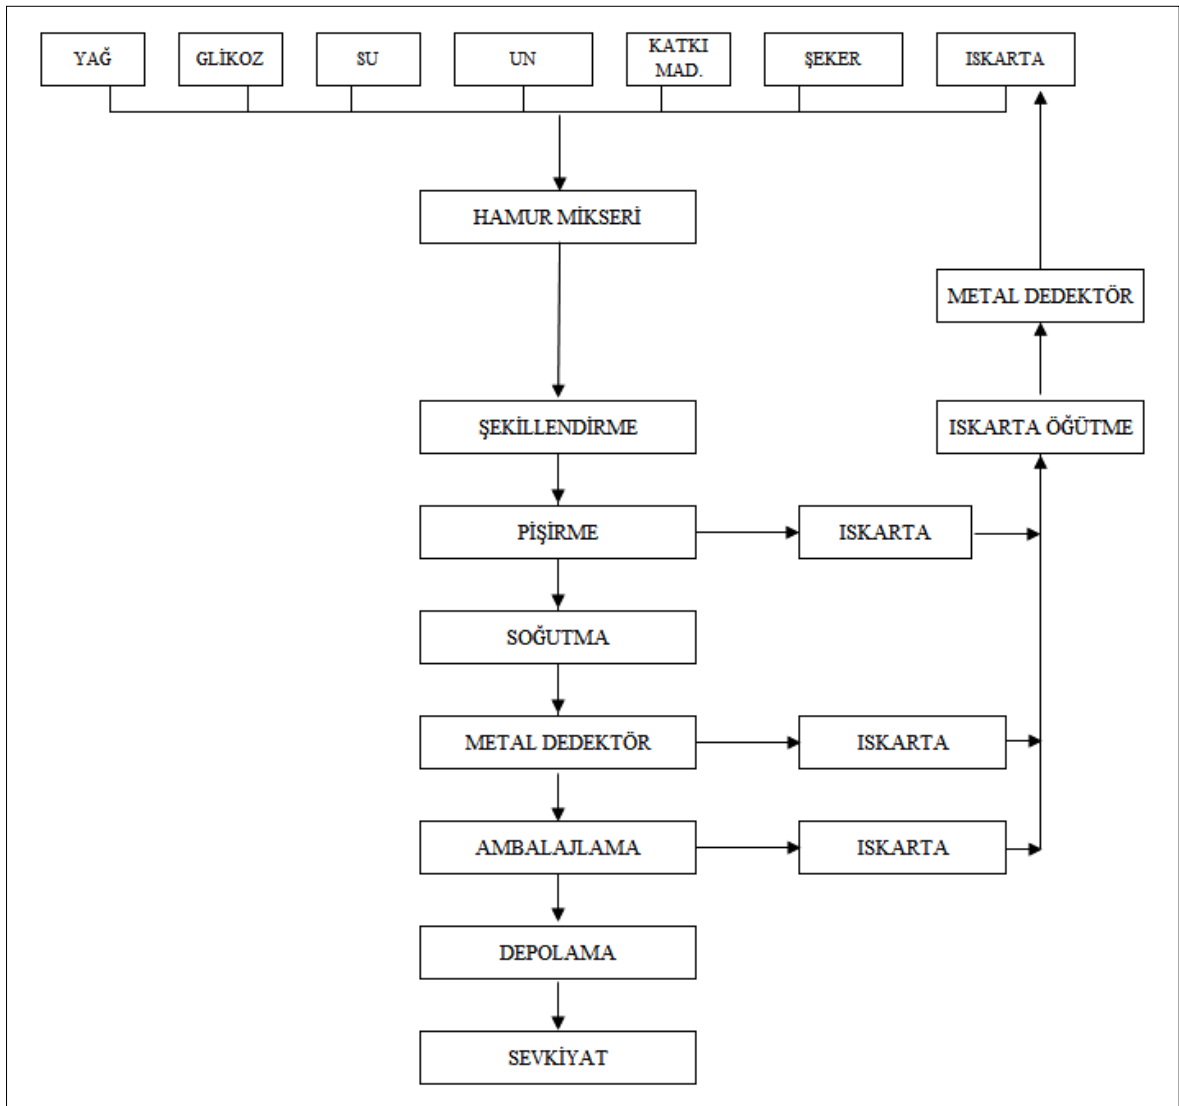 YAĞ
GLİKOZ
SU
UN
KATKI
MAD.
ŞEKER
ISKARTA
HAMUR MİKSERİ
METAL DEDEKTÖR
ŞEKİLLENDİRME
ISKARTA ÖĞÜTME
PİŞİRME
ISKARTA
SOĞUTMA
METAL DEDEKTÖR
ISKARTA
AMBALAJLAMA
ISKARTA
DEPOLAMA
SEVKİYAT